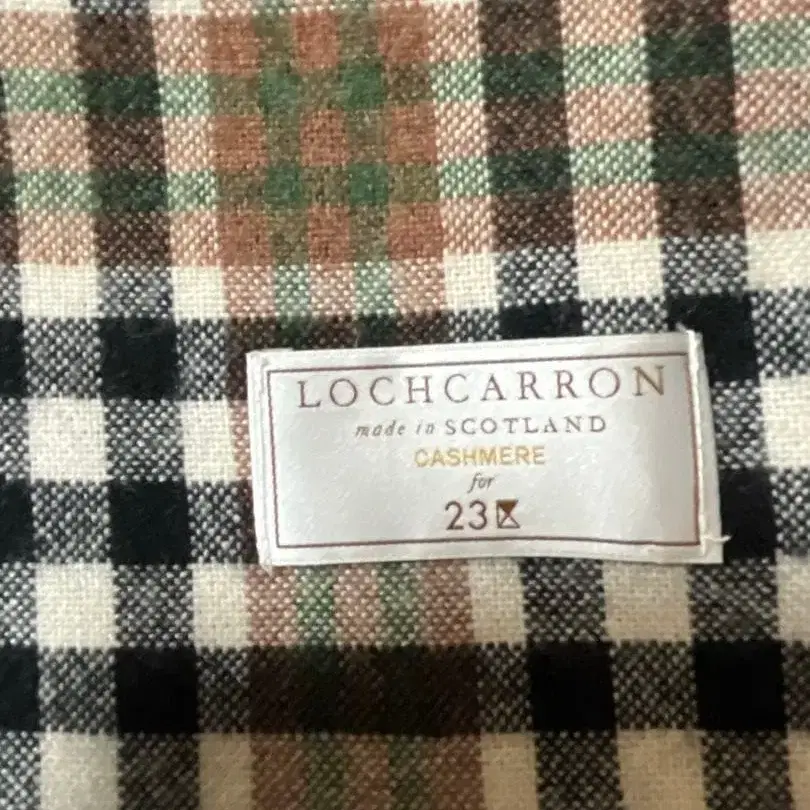 LOCHCARRON
made in SCOTLAND
CASHMERE
for
23